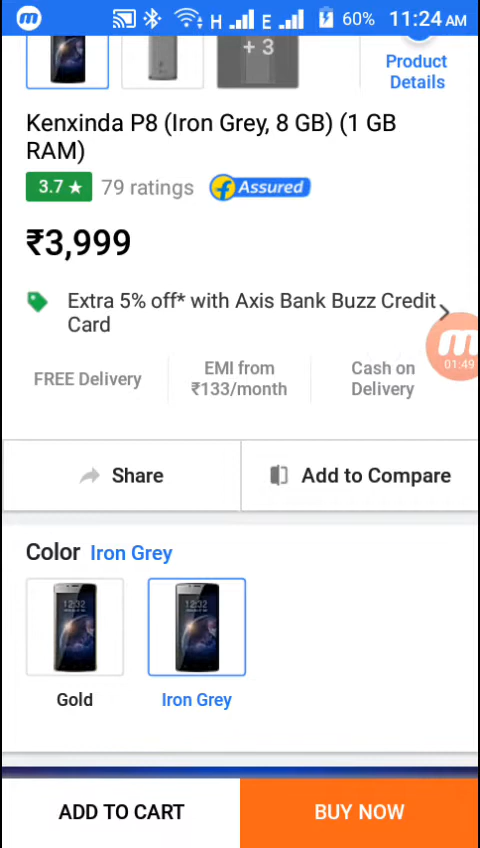 H E 60% 11:24 AM
+ 3
Product
Details
Kenxinda P8 (Iron Grey, 8 GB) (1 GB
RAM)
3.7 ★ 79 ratings f Assured
₹3,999
Extra 5% off* with Axis Bank Buzz Credit
Card
01:49
FREE Delivery
EMI from
₹133/month
Cash on
Delivery
Share
Add to Compare
Color Iron Grey
12:32
12:32
Gold
Iron Grey
ADD TO CART
BUY NOW